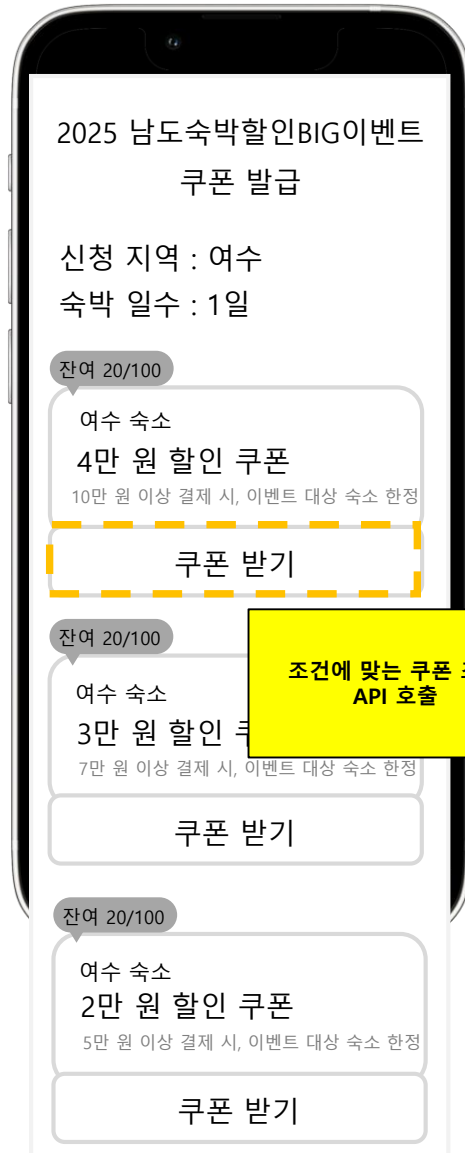 2025 남도숙박할인BIG이벤트
쿠폰 발급
신청 지역 : 여수
숙박 일수 : 1일
잔여 20/100
여수 숙소
4만 원 할인 쿠폰
10만 원 이상 결제 시, 이벤트 대상 숙소 한정
쿠폰 받기
잔여 20/100
여수 숙소
3만 원 할인
7만 원 이상 결제 시, 이벤트 대상 숙소 한정
조건에 맞는 쿠폰
API 호출
쿠폰 받기
잔여 20/100
여수 숙소
2만 원 할인 쿠폰
5만 원 이상 결제 시, 이벤트 대상 숙소 한정
쿠폰 받기